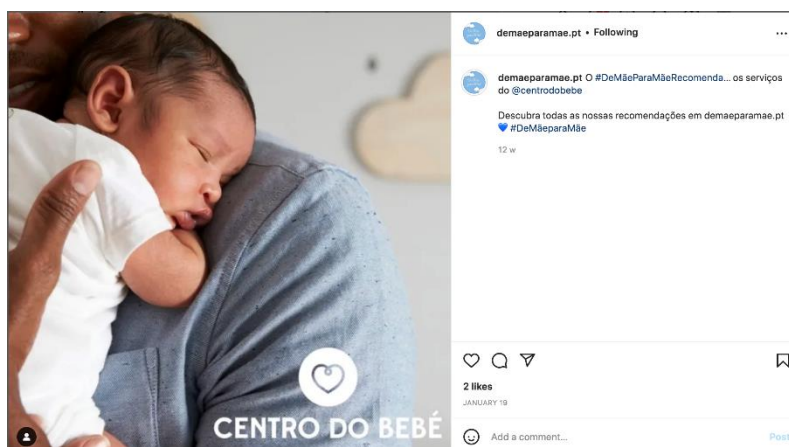 demaeparamae.pt • Following
demaeparamae.pt O #DeMãeParaMãeRecomenda... os serviços
do @centrodobebe
Descubra todas as nossas recomendações em demaeparamae.pt
💙 #DeMãeparaMãe
12 w
CENTRO DO BEBÉ
2 likes
JANUARY 19
Add a comment...
Post